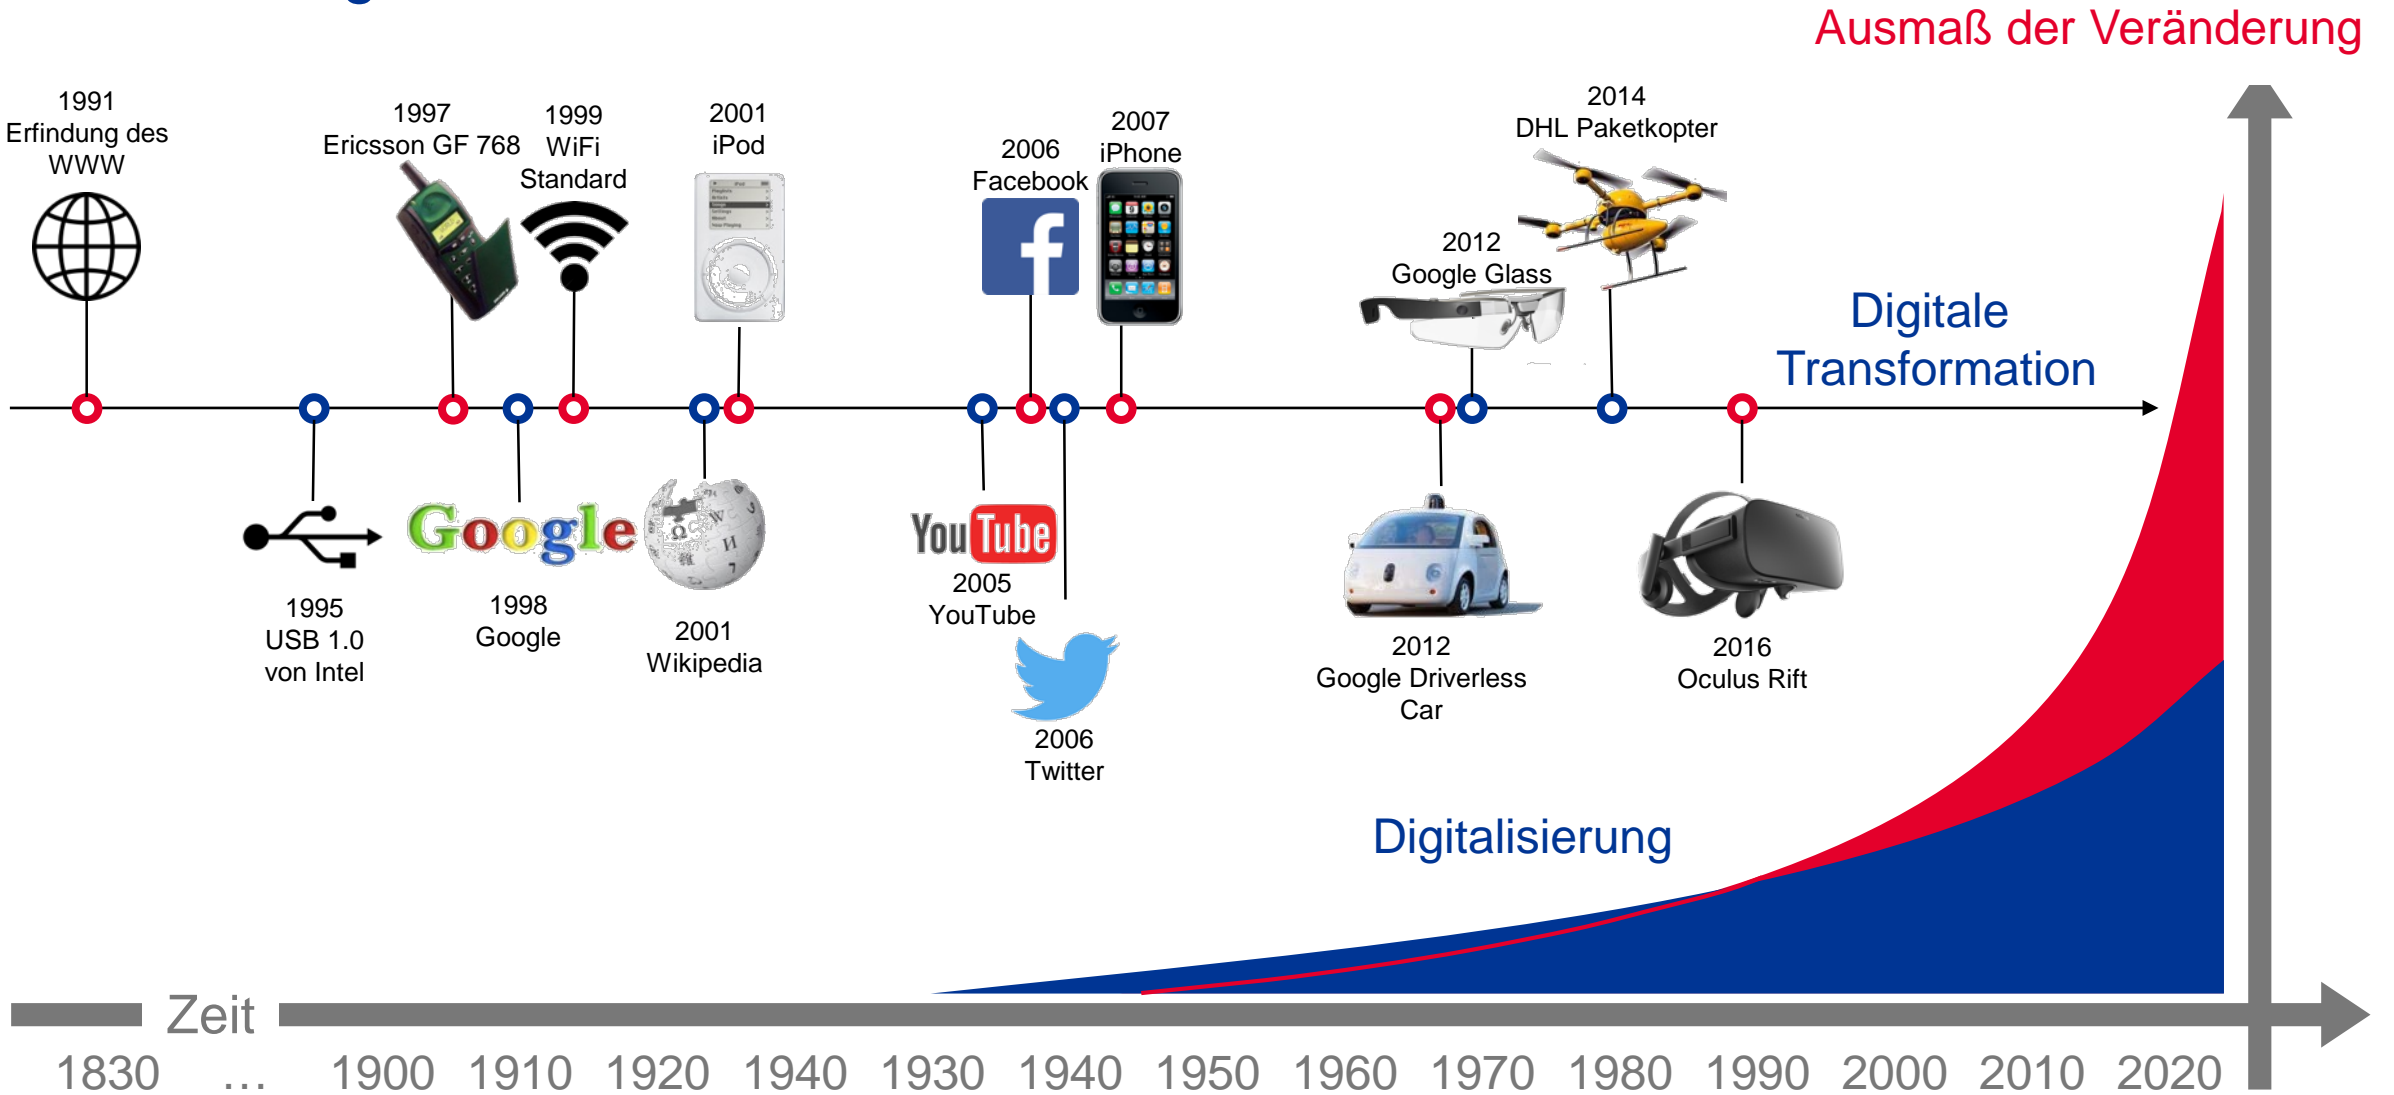 Ausmaß der Veränderung
1991
Erfindung des
WWW
1997
Ericsson GF 768
1999
WiFi
Standard
2001
iPod
2006
Facebook
2007
iPhone
2012
Google Glass
2014
DHL Paketkopter
Digitale
Transformation
Google
YouTube
1995
USB 1.0
von Intel
1998
Google
2001
Wikipedia
2005
YouTube
2006
Twitter
2012
Google Driverless
Car
2016
Oculus Rift
Digitalisierung
Zeit
1830 … 1900 1910 1920 1940 1930 1940 1950 1960 1970 1980 1990 2000 2010 2020